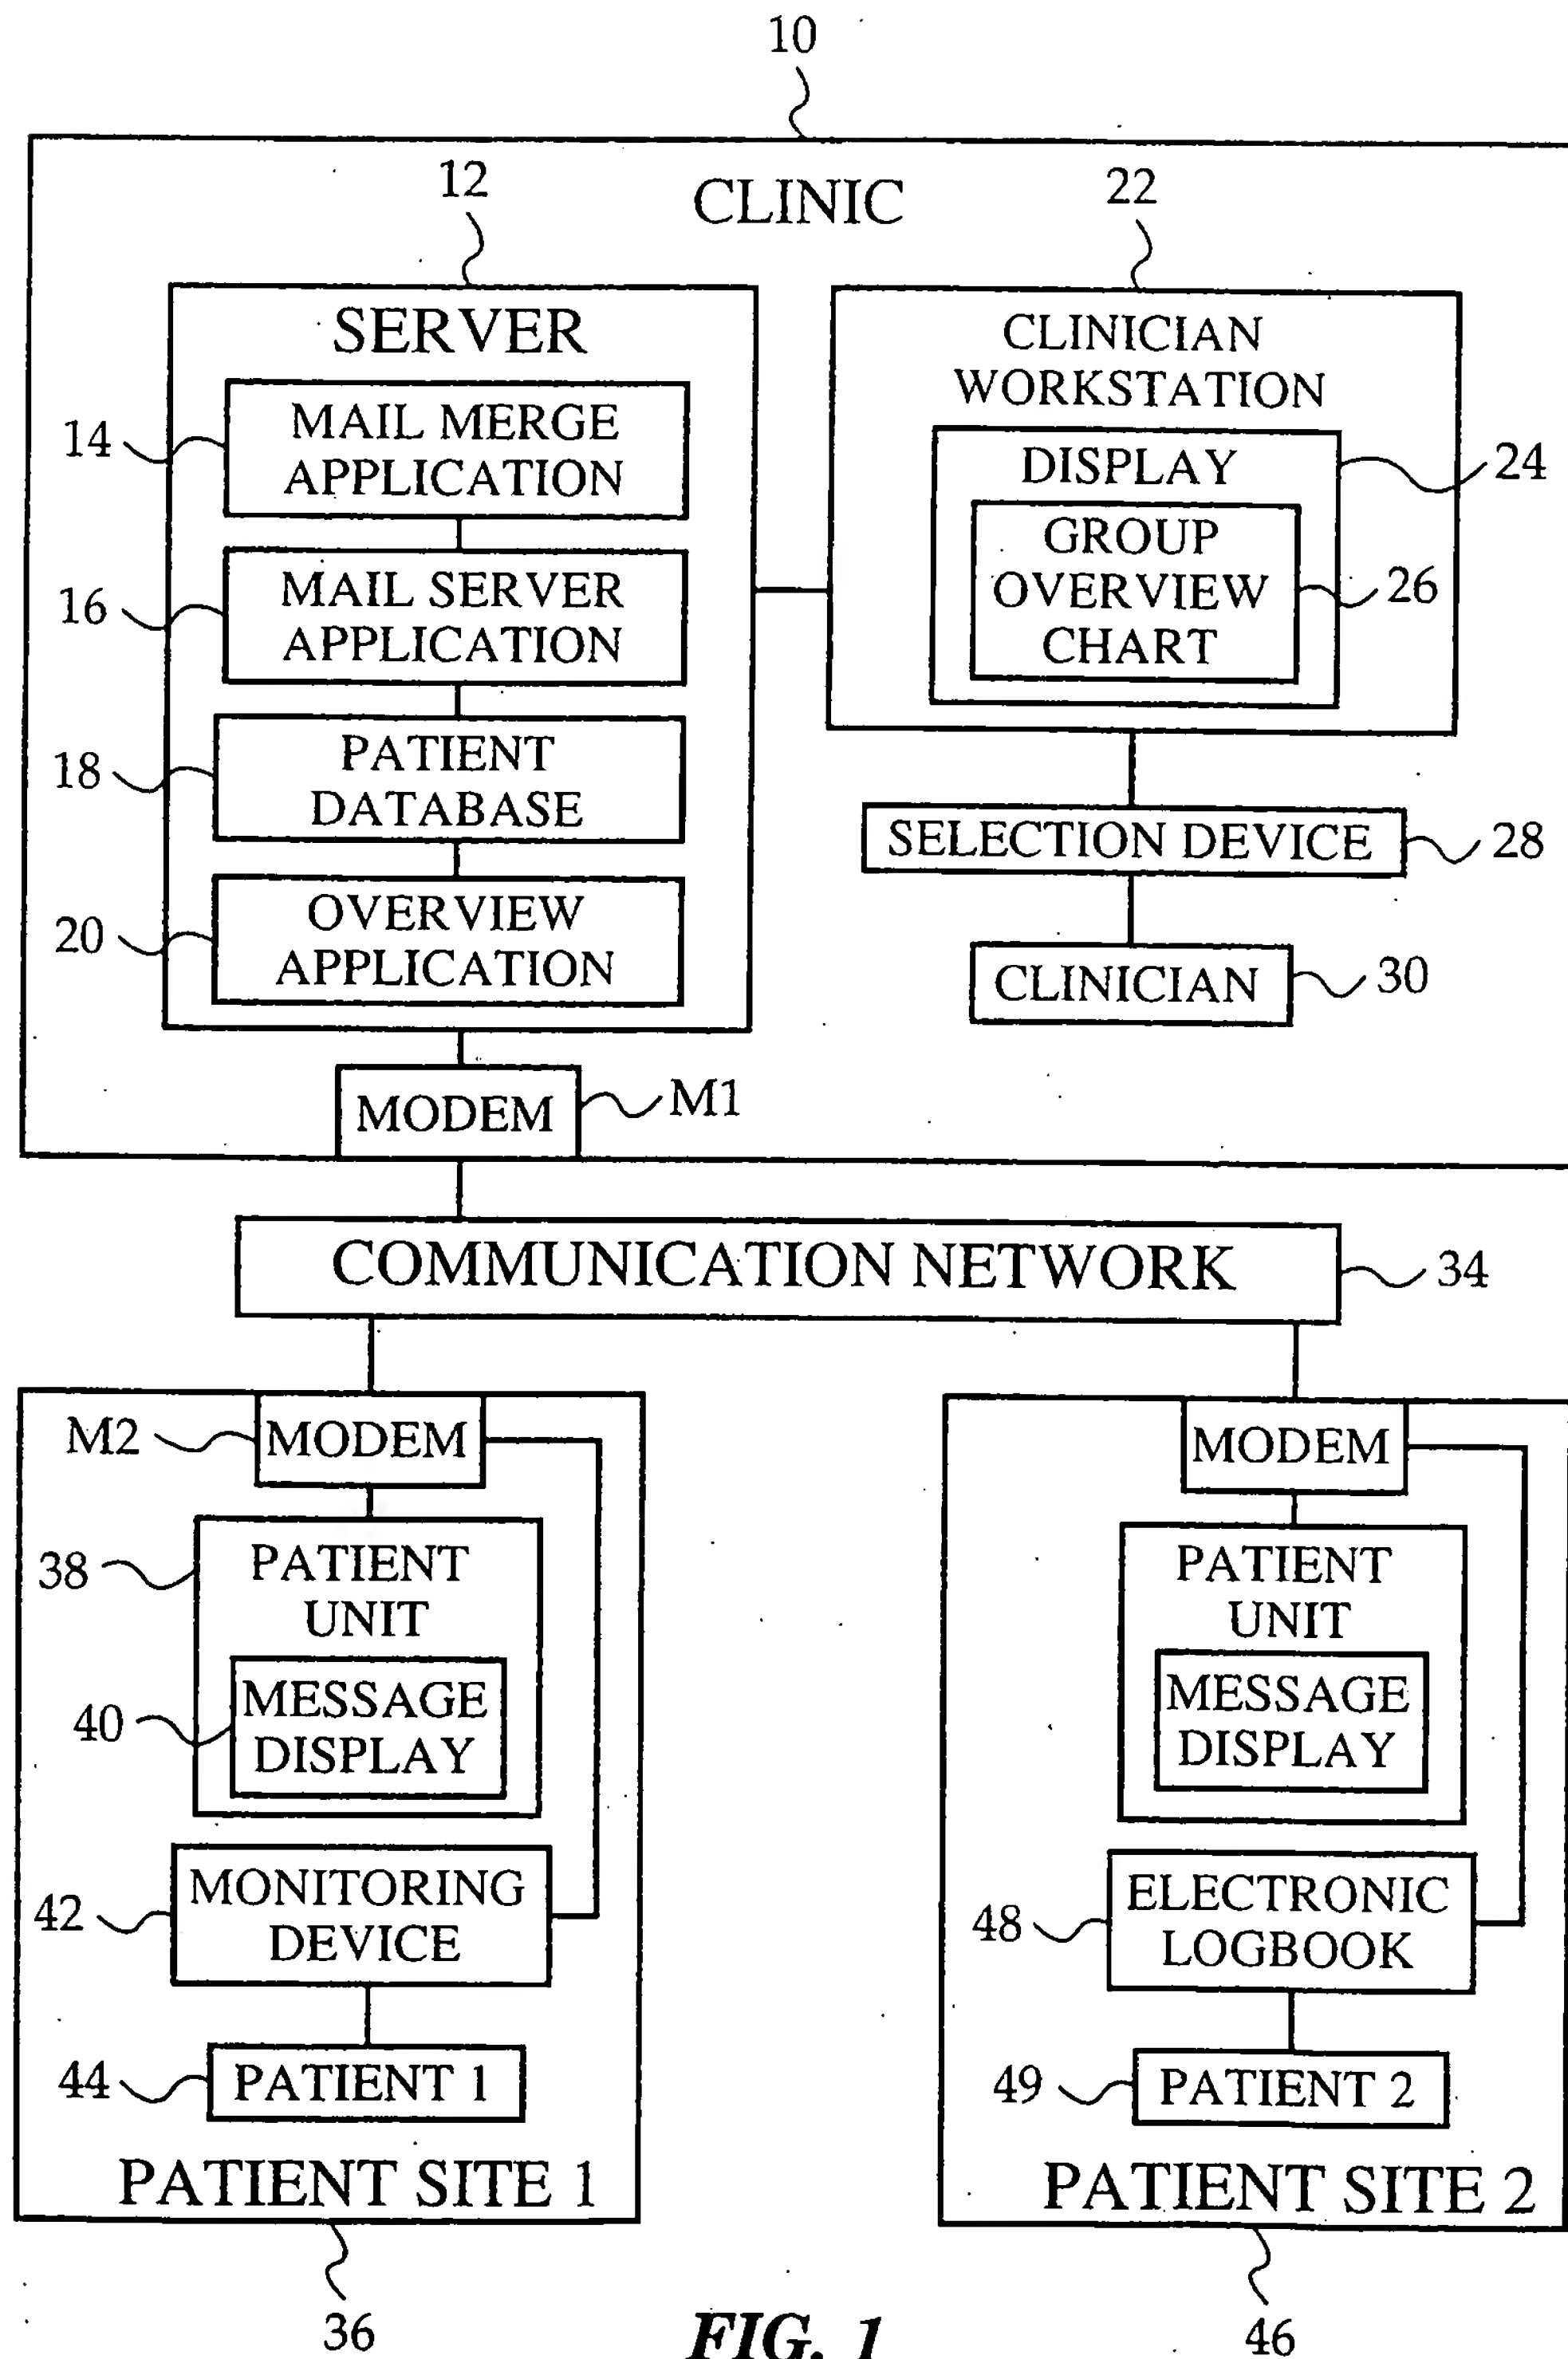 10
CLINIC
12
22
SERVER
MAIL MERGE
APPLICATION
14
MAIL SERVER
APPLICATION
16
PATIENT
DATABASE
18
OVERVIEW
APPLICATION
20
CLINICIAN
WORKSTATION
DISPLAY
24
GROUP
OVERVIEW
CHART
26
SELECTION DEVICE
28
CLINICIAN
30
MODEM
M1
COMMUNICATION NETWORK
34
M2
MODEM
38
PATIENT
UNIT
40
MESSAGE
DISPLAY
42
MONITORING
DEVICE
44
PATIENT 1
PATIENT SITE 1
36
MODEM
PATIENT
UNIT
MESSAGE
DISPLAY
48
ELECTRONIC
LOGBOOK
49
PATIENT 2
PATIENT SITE 2
46
FIG. 1